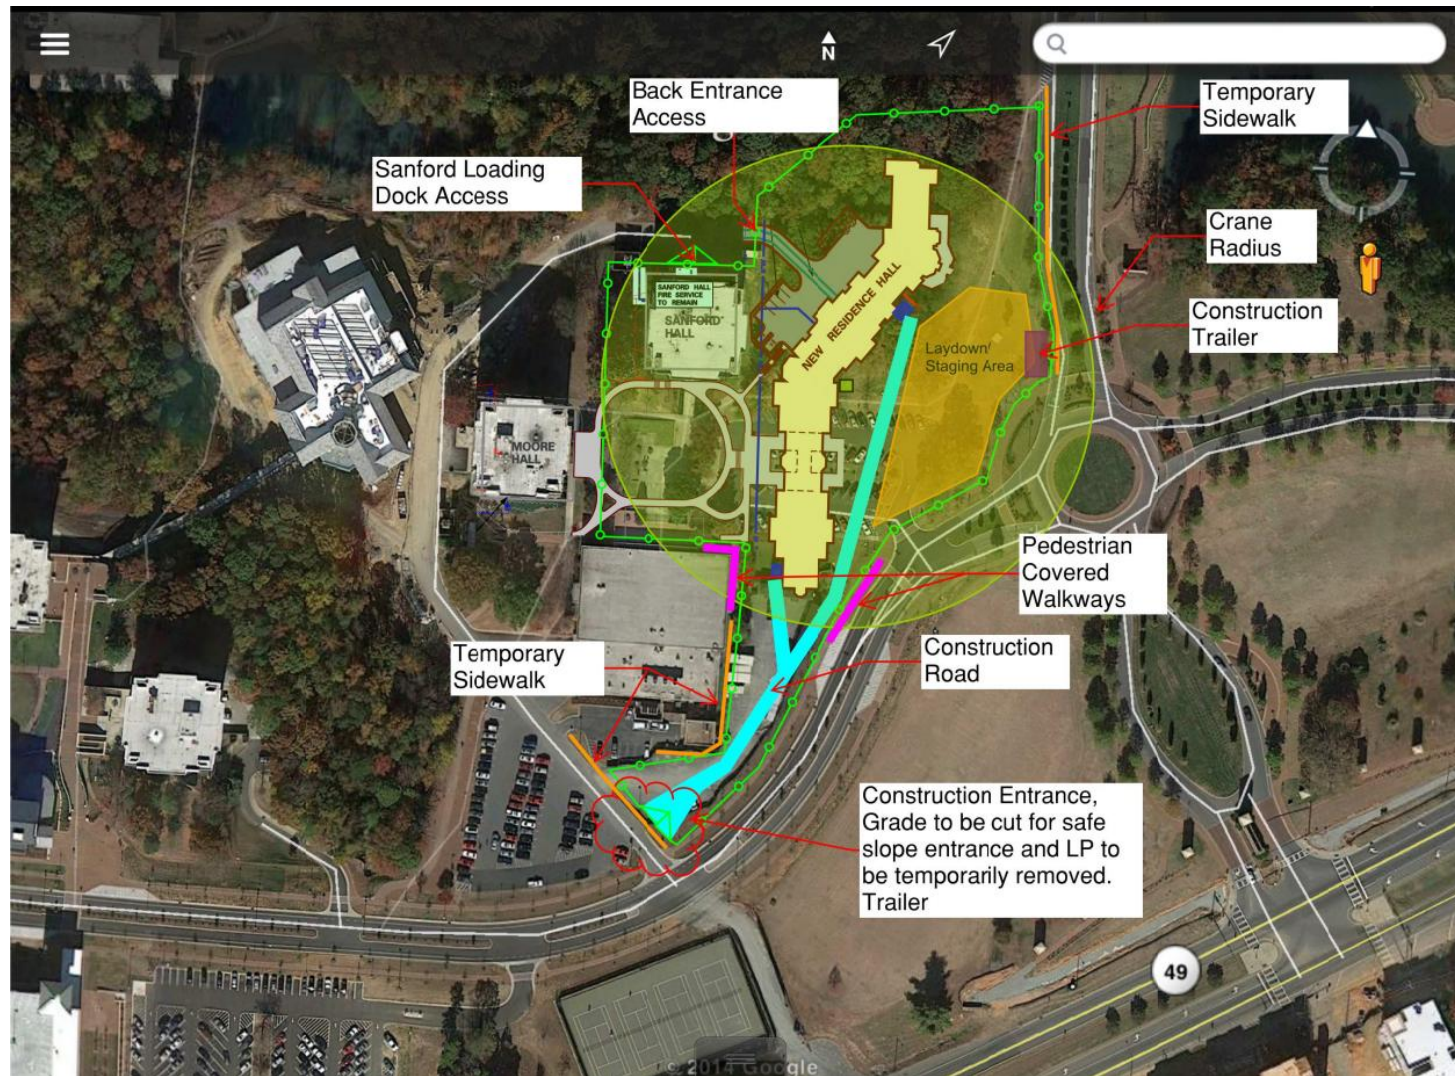 N
Back Entrance
Access
Temporary
Sidewalk
Sanford Loading
Dock Access
Crane
Radius
SANFORD HALL
FIRE SERVICE
TO REMAIN
SANFORD
HALL
NEW RESIDENCE HALL
Construction
Trailer
Laydown/
Staging Area
MOORE
HALL
Pedestrian
Covered
Walkways
Temporary
Sidewalk
Construction
Road
Construction Entrance,
Grade to be cut for safe
slope entrance and LP to
be temporarily removed.
Trailer
49
© 2014 Google